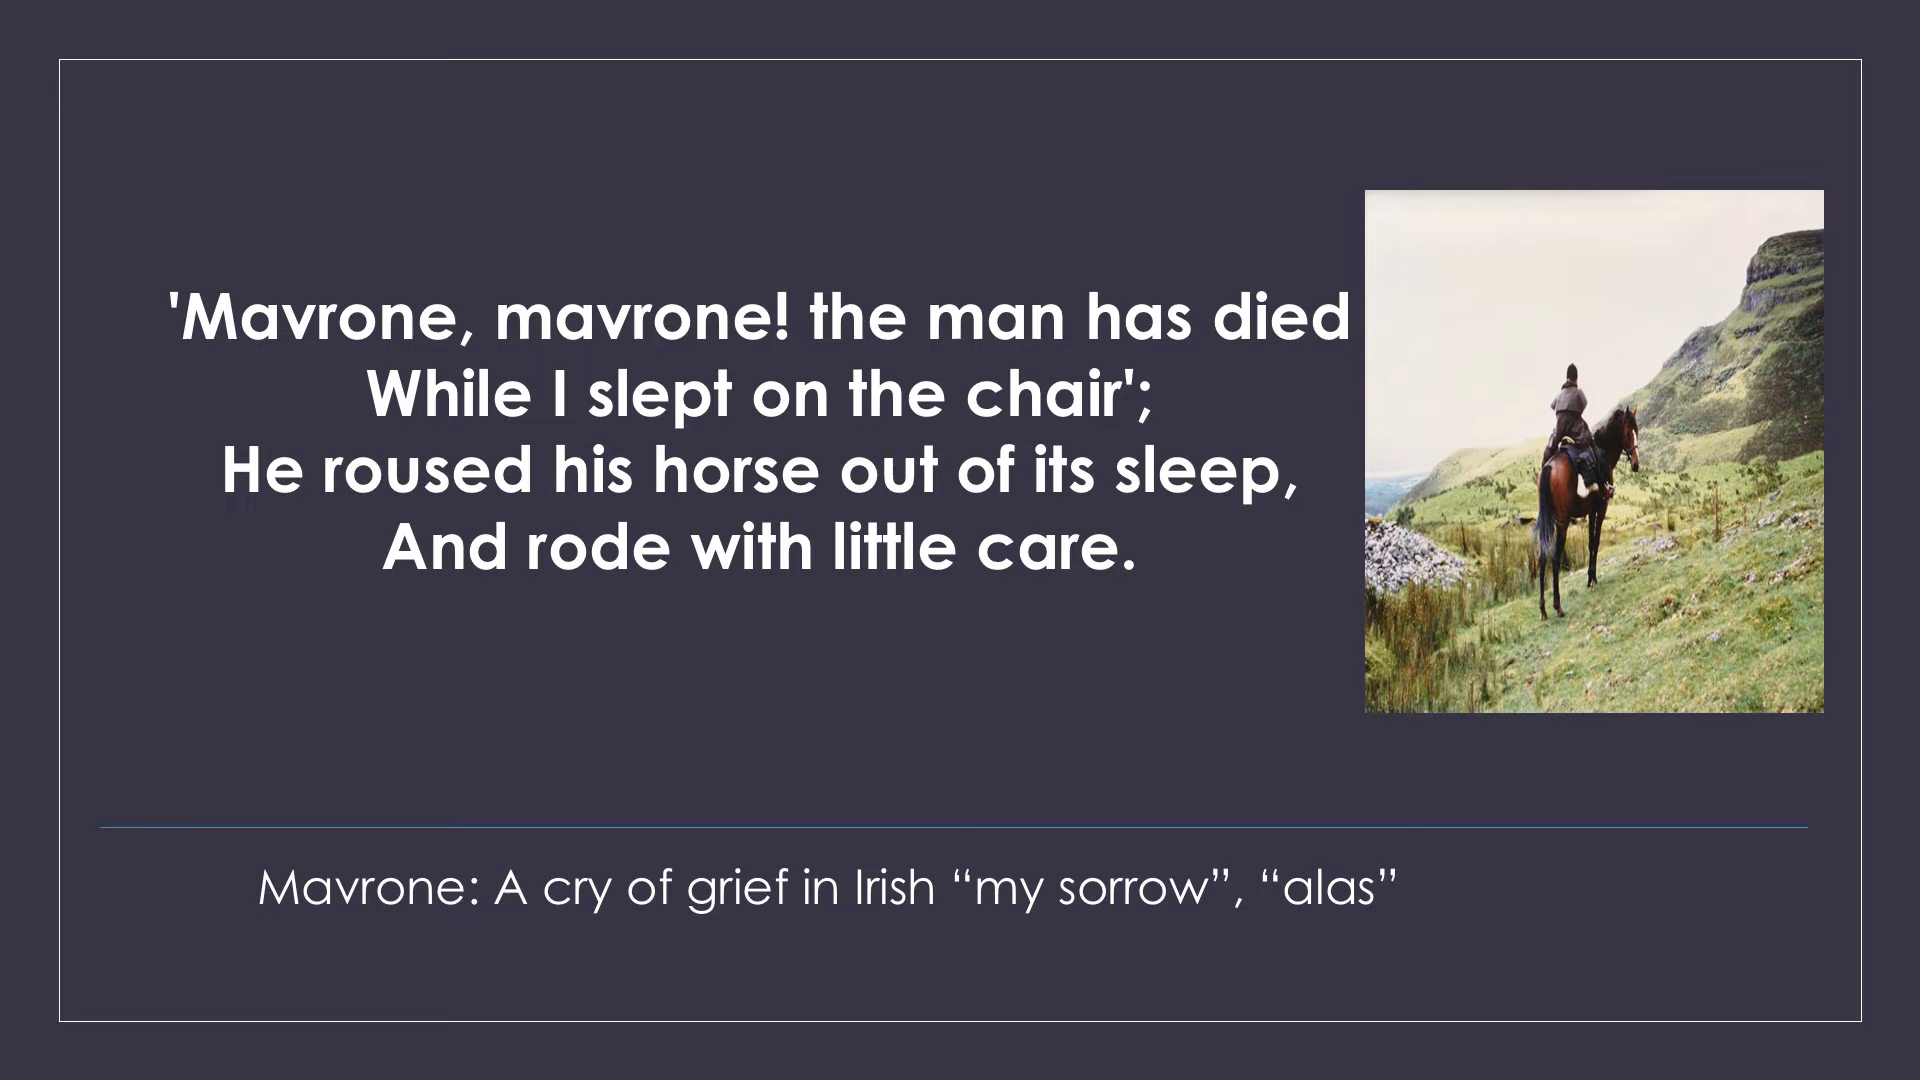 'Mavrone, mavrone! the man has died
While I slept on the chair';
He roused his horse out of its sleep,
And rode with little care.
Mavrone: A cry of grief in Irish “my sorrow”, “alas”